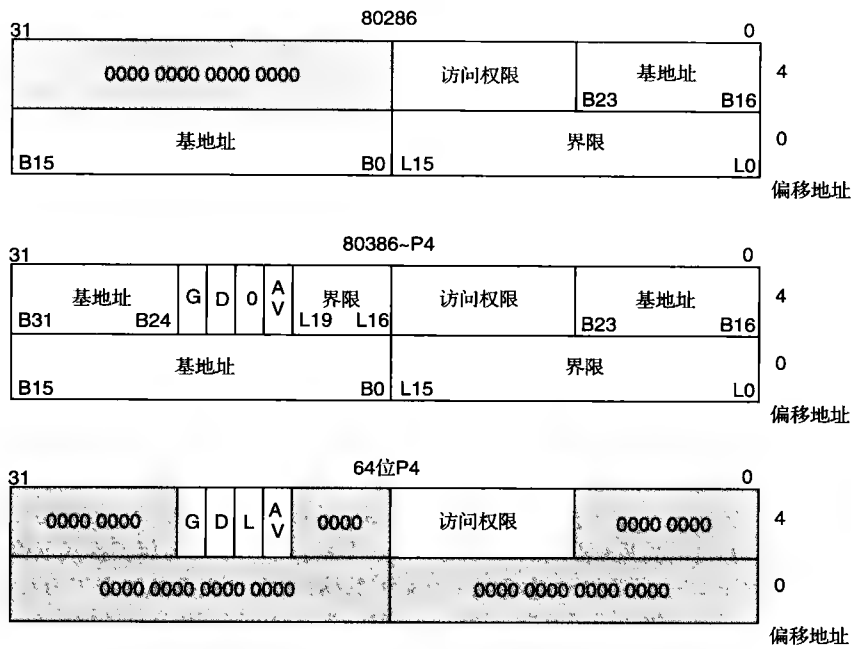 80286
31 0
0000 0000 0000 0000 访问权限 基地址 B23 B16 4
基地址 B15 B0 界限 L15 L0 0
偏移地址
80386~P4
31 0
基地址 B31 B24 G D 0 AV 界限 L19 L16 访问权限 基地址 B23 B16 4
基地址 B15 B0 界限 L15 L0 0
偏移地址
64位P4
31 0
0000 0000 G D L AV 0000 访问权限 0000 0000 4
0000 0000 0000 0000 0000 0000 0000 0000 0
偏移地址